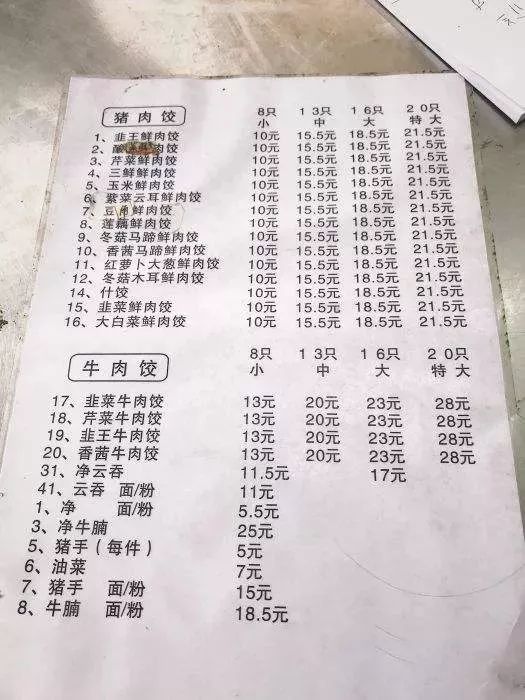 猪肉饺 8只 13只 16只 20只
小 中 大 特大
1、韭王鲜肉饺 10元 15.5元 18.5元 21.5元
2、酸 肉饺 10元 15.5元 18.5元 21.5元
3、芹菜鲜肉饺 10元 15.5元 18.5元 21.5元
4、三鲜鲜肉饺 10元 15.5元 18.5元 21.5元
5、玉米鲜肉饺 10元 15.5元 18.5元 21.5元
6、紫菜云耳鲜肉饺 10元 15.5元 18.5元 21.5元
7、豆角鲜肉饺 10元 15.5元 18.5元 21.5元
8、莲藕鲜肉饺 10元 15.5元 18.5元 21.5元
9、冬菇马蹄鲜肉饺 10元 15.5元 18.5元 21.5元
10、香茜马蹄鲜肉饺 10元 15.5元 18.5元 21.5元
11、红萝卜大葱鲜肉饺 10元 15.5元 18.5元 21.5元
12、冬菇木耳鲜肉饺 10元 15.5元 18.5元 21.5元
14、什饺 10元 15.5元 18.5元 21.5元
15、韭菜鲜肉饺 10元 15.5元 18.5元 21.5元
16、大白菜鲜肉饺 10元 15.5元 18.5元 21.5元
牛肉饺 8只 13只 16只 20只
小 中 大 特大
17、韭菜牛肉饺 13元 20元 23元 28元
18、芹菜牛肉饺 13元 20元 23元 28元
19、韭王牛肉饺 13元 20元 23元 28元
20、香茜牛肉饺 13元 20元 23元 28元
31、净云吞 11.5元 17元
41、云吞 面/粉 11元
1、净 面/粉 5.5元
3、净牛腩 25元
5、猪手（每件） 5元
6、油菜 7元
7、猪手 面/粉 15元
8、牛腩 面/粉 18.5元